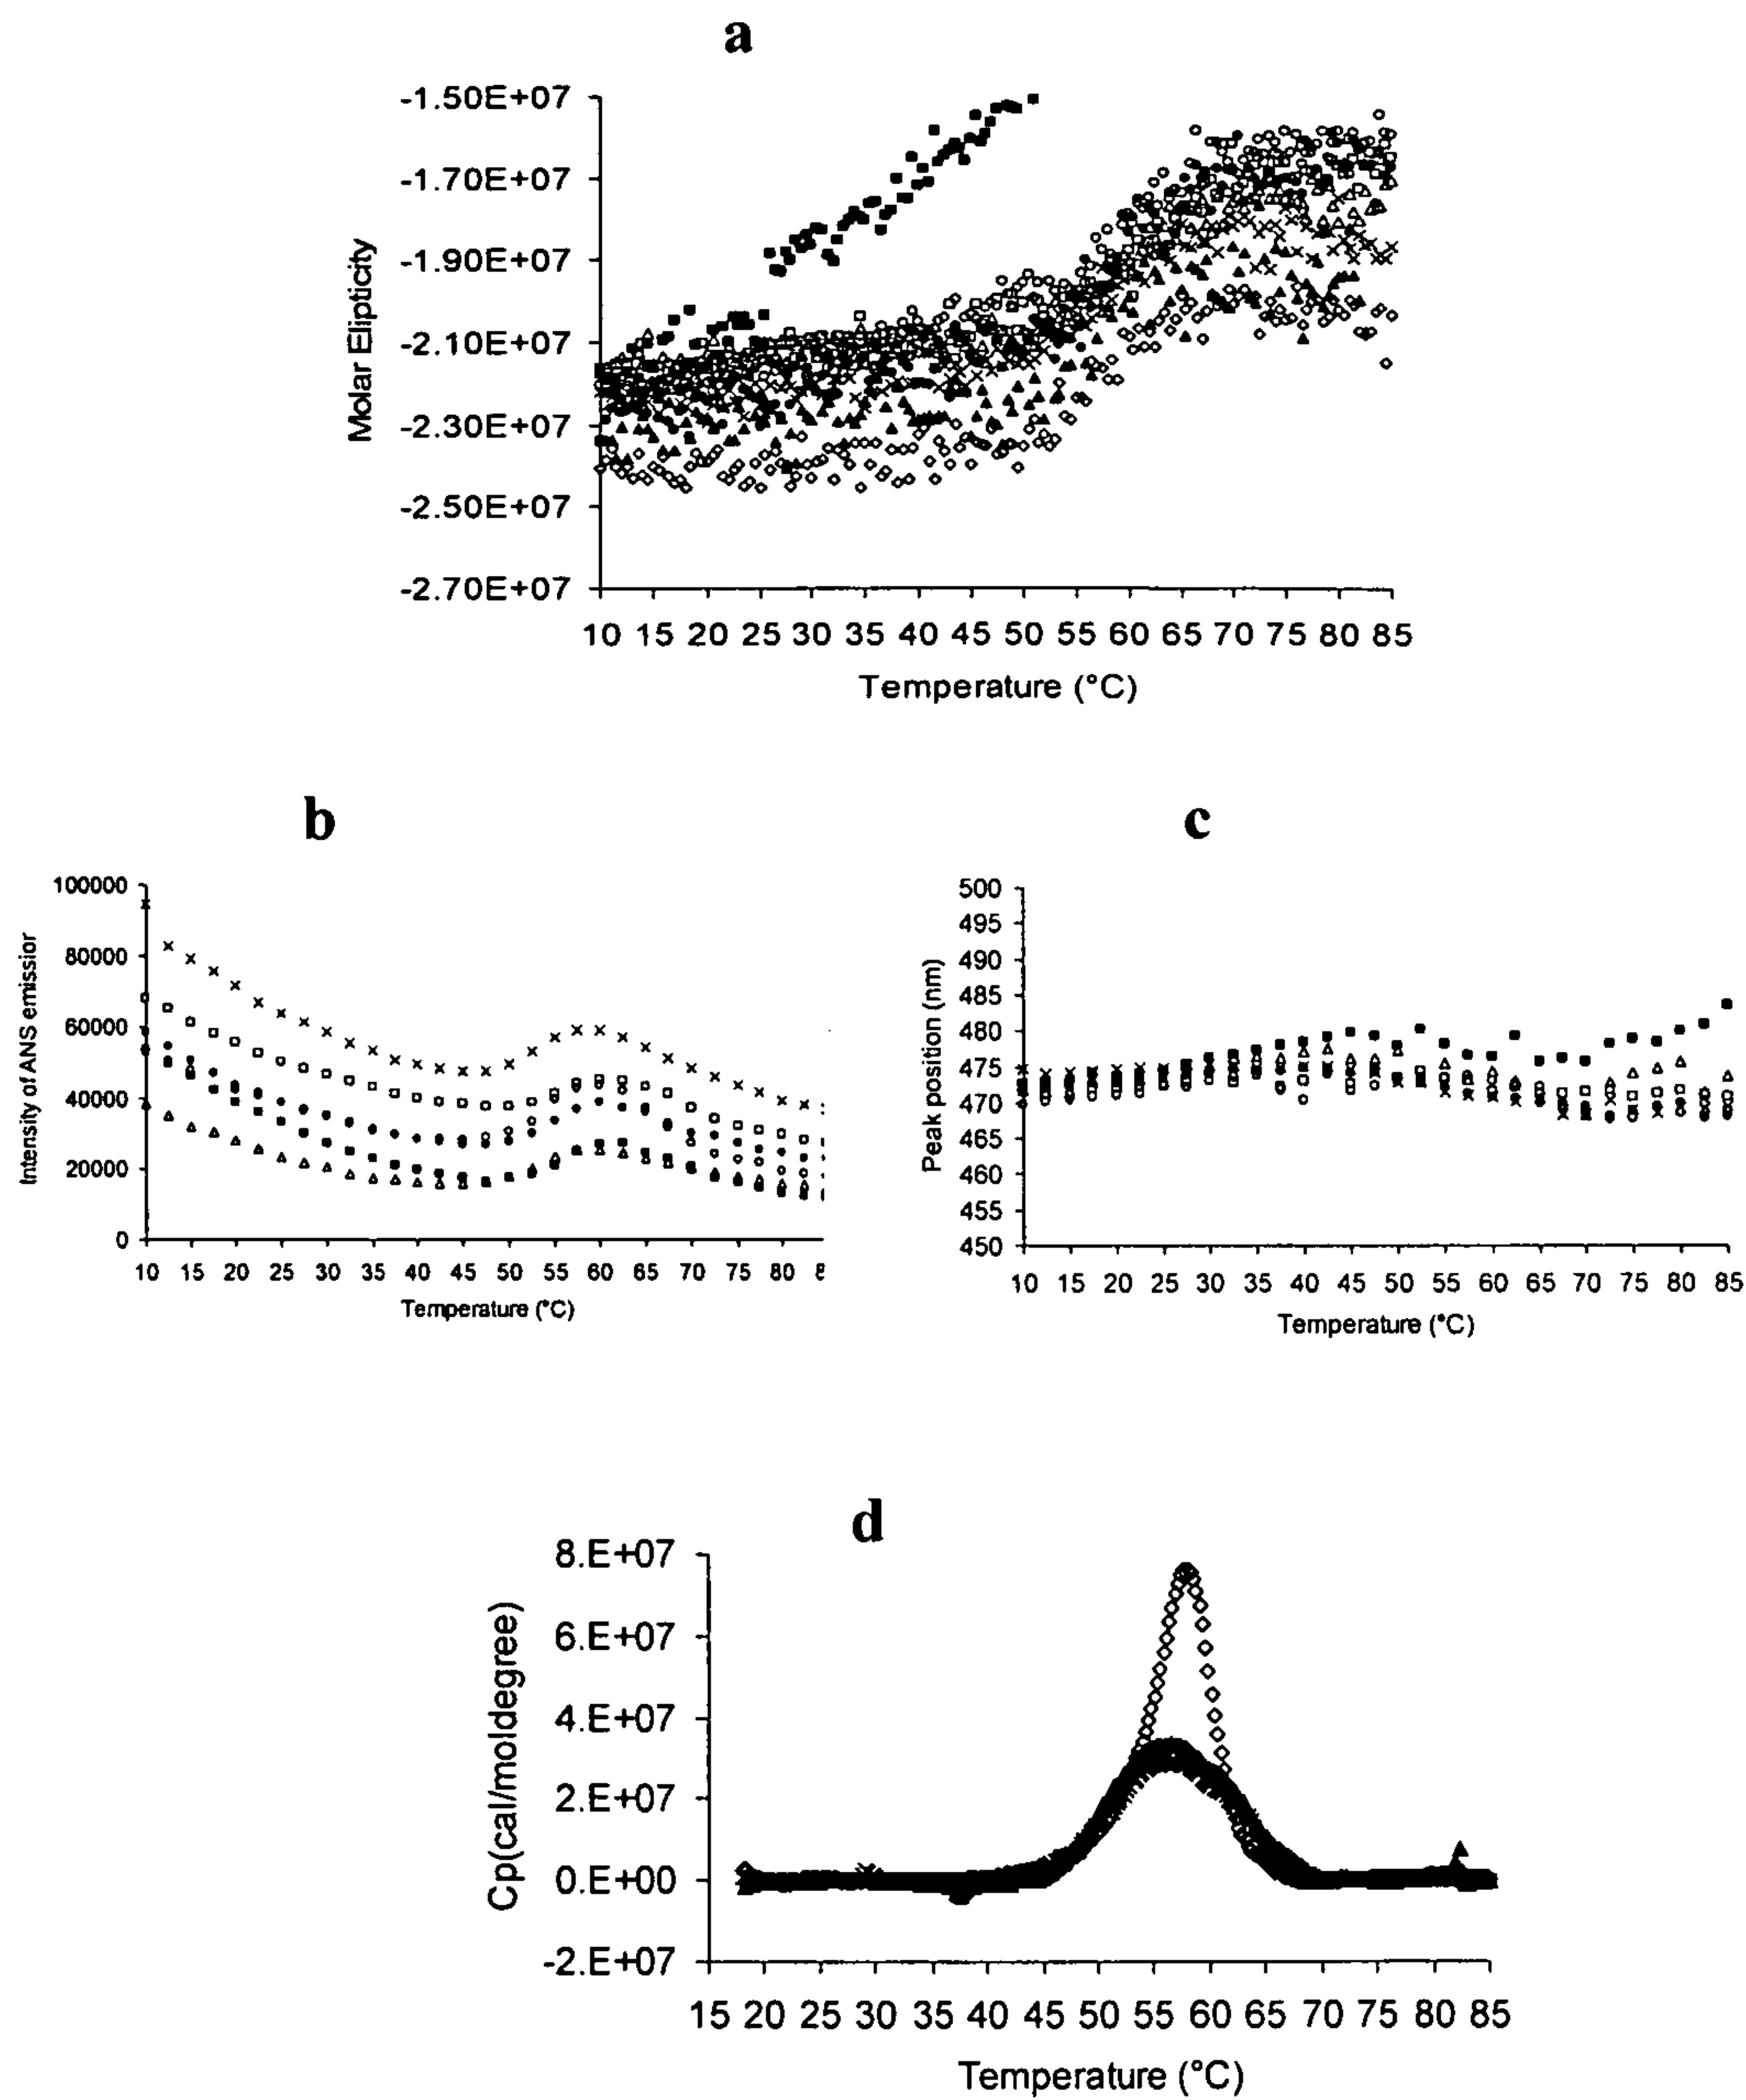 a
-1.50E+07
-1.70E+07
-1.90E+07
-2.10E+07
-2.30E+07
-2.50E+07
-2.70E+07
Molar Elipticity
10 15 20 25 30 35 40 45 50 55 60 65 70 75 80 85
Temperature (°C)
b
100000
80000
60000
40000
20000
0
Intensity of ANS emissior
10 15 20 25 30 35 40 45 50 55 60 65 70 75 80 8
Temperature (°C)
c
500
495
490
485
480
475
470
465
460
455
450
Peak position (nm)
10 15 20 25 30 35 40 45 50 55 60 65 70 75 80 85
Temperature (°C)
d
8.E+07
6.E+07
4.E+07
2.E+07
0.E+00
-2.E+07
Cp(cal/moldegree)
15 20 25 30 35 40 45 50 55 60 65 70 75 80 85
Temperature (°C)